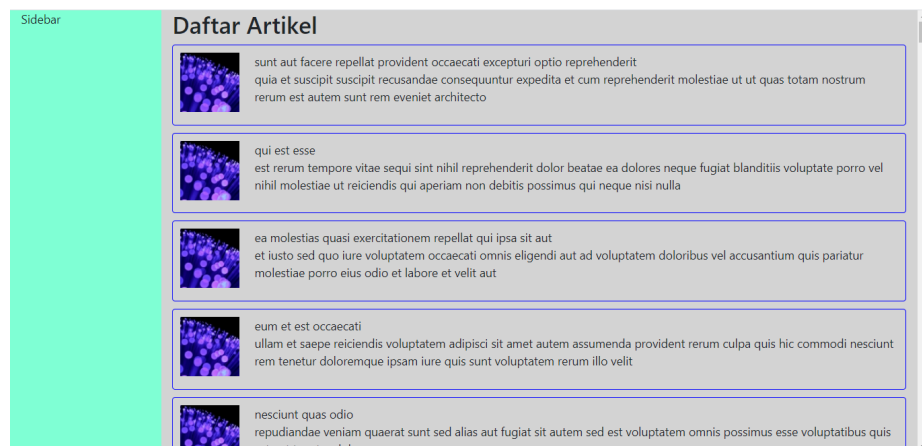 Sidebar
Daftar Artikel
sunt aut facere repellat provident occaecati excepturi optio reprehenderit
quia et suscipit suscipit recusandae consequuntur expedita et cum reprehenderit molestiae ut ut quas totam nostrum
rerum est autem sunt rem eveniet architecto
qui est esse
est rerum tempore vitae sequi sint nihil reprehenderit dolor beatae ea dolores neque fugiat blanditiis voluptate porro vel
nihil molestiae ut reiciendis qui aperiam non debitis possimus qui neque nisi nulla
ea molestias quasi exercitationem repellat qui ipsa sit aut
et iusto sed quo iure voluptatem occaecati omnis eligendi aut ad voluptatem doloribus vel accusantium quis pariatur
molestiae porro eius odio et labore et velit aut
eum et est occaecati
ullam et saepe reiciendis voluptatem adipisci sit amet autem assumenda provident rerum culpa quis hic commodi nesciunt
rem tenetur doloremque ipsam iure quis sunt voluptatem rerum illo velit
nesciunt quas odio
repudiandae veniam quaerat sunt sed alias aut fugiat sit autem sed est voluptatem omnis possimus esse voluptatibus quis